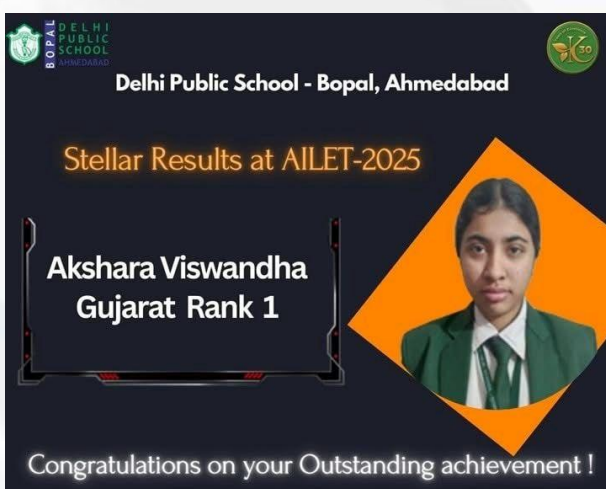 DELHI
PUBLIC
SCHOOL
AHMEDABAD
BOPAL
30
Delhi Public School - Bopal, Ahmedabad
Stellar Results at AILET-2025
Akshara Viswandha
Gujarat Rank 1
Congratulations on your Outstanding achievement !